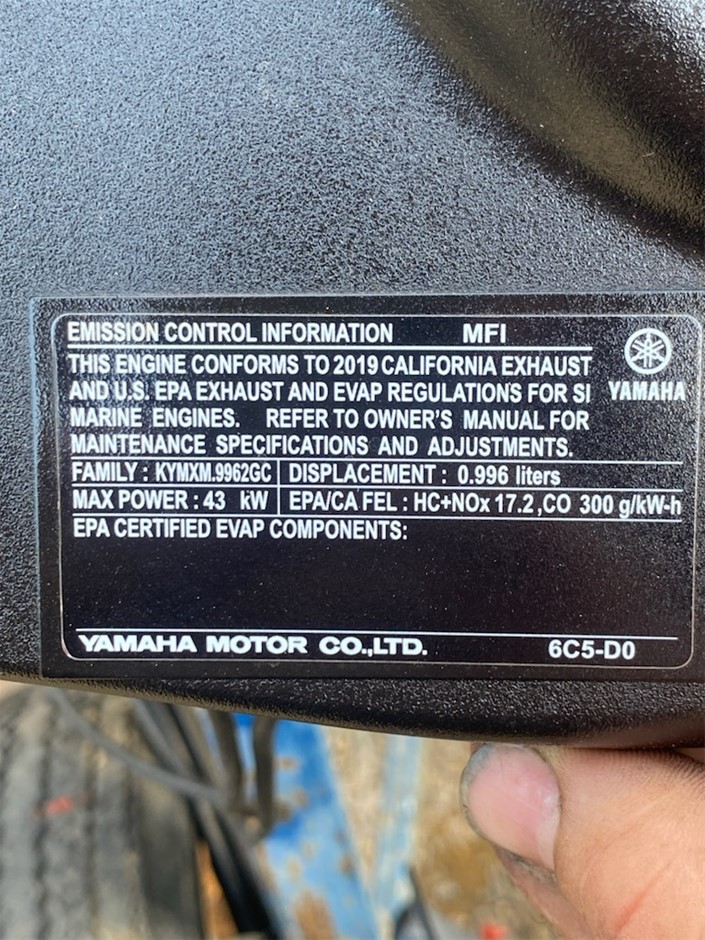 EMISSION CONTROL INFORMATION MFI
THIS ENGINE CONFORMS TO 2019 CALIFORNIA EXHAUST
AND U.S. EPA EXHAUST AND EVAP REGULATIONS FOR SI
MARINE ENGINES. REFER TO OWNER'S MANUAL FOR
MAINTENANCE SPECIFICATIONS AND ADJUSTMENTS.
YAMAHA
FAMILY : KYMXM.9962GC DISPLACEMENT : 0.996 liters
MAX POWER : 43 kW EPA/CA FEL : HC+NOx 17.2 ,CO 300 g/kW-h
EPA CERTIFIED EVAP COMPONENTS:
YAMAHA MOTOR CO.,LTD. 6C5-D0